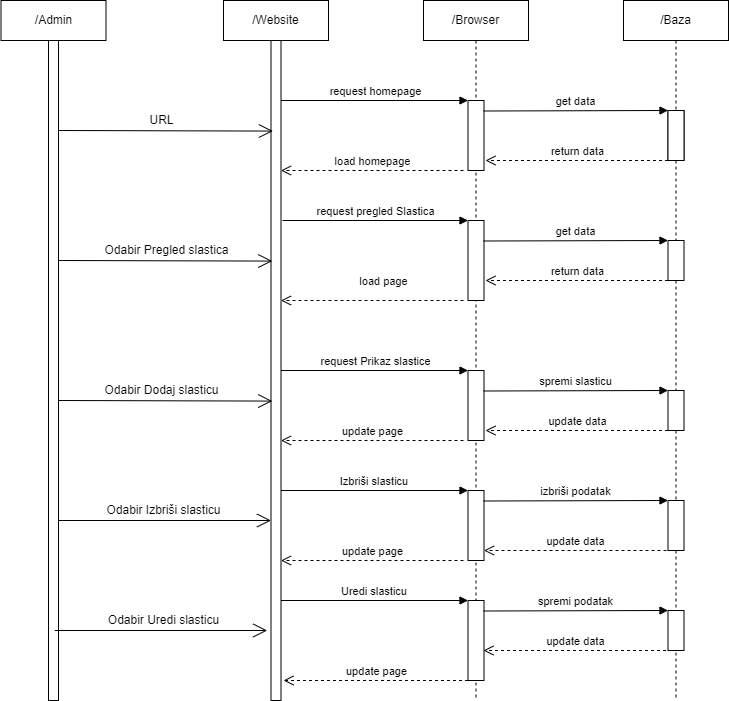 /Admin
/Website
/Browser
/Baza
request homepage
get data
URL
return data
load homepage
request pregled Slastica
get data
Odabir Pregled slastica
return data
load page
request Prikaz slastice
spremi slasticu
Odabir Dodaj slasticu
update data
update page
Izbriši slasticu
izbriši podatak
Odabir Izbriši slasticu
update data
update page
Uredi slasticu
spremi podatak
Odabir Uredi slasticu
update data
update page